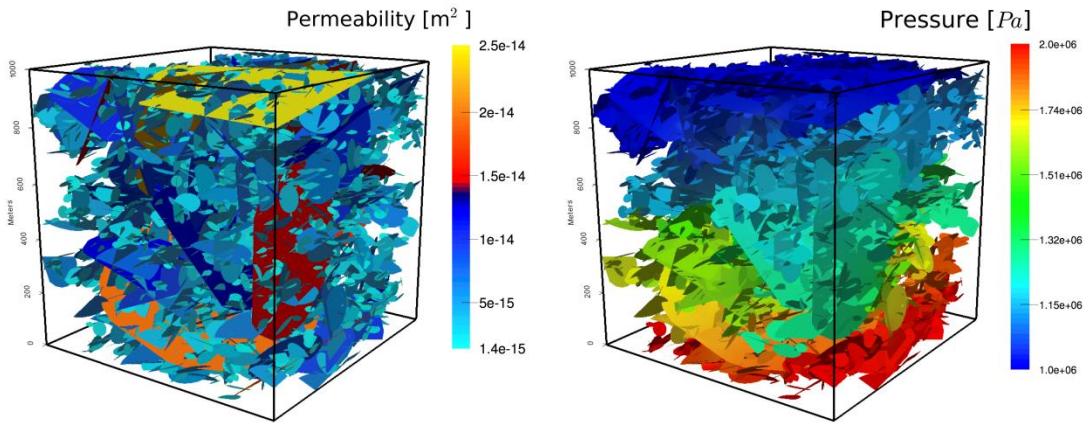 Permeability [m² ]
2.5e-14
2e-14
1.5e-14
1e-14
5e-15
1.4e-15
1000
800
600
Meters
400
200
0
Pressure [Pa]
2.0e+06
1.74e+06
1.51e+06
1.32e+06
1.15e+06
1.0e+06
1000
800
600
Meters
400
200
0